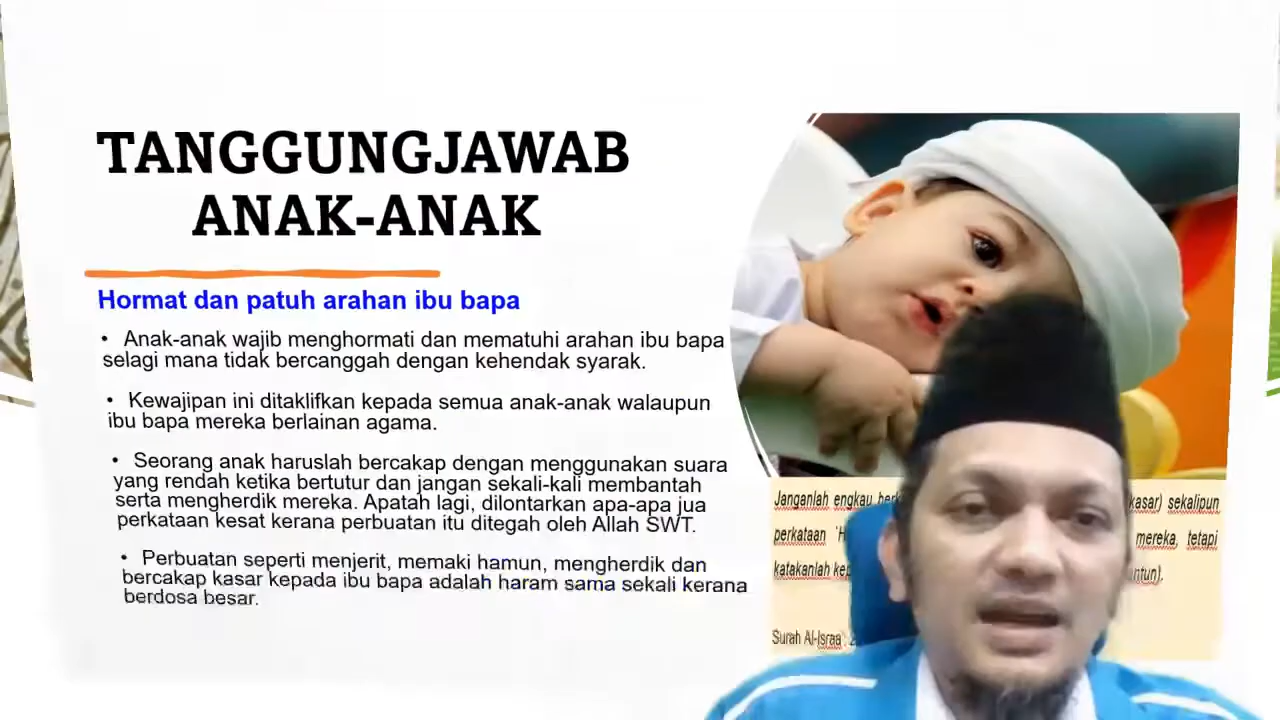 TANGGUNGJAWAB
ANAK-ANAK
Hormat dan patuh arahan ibu bapa
• Anak-anak wajib menghormati dan mematuhi arahan ibu bapa
selagi mana tidak bercanggah dengan kehendak syarak.
• Kewajipan ini ditaklifkan kepada semua anak-anak walaupun
ibu bapa mereka berlainan agama.
• Seorang anak haruslah bercakap dengan menggunakan suara
yang rendah ketika bertutur dan jangan sekali-kali membantah
serta mengherdik mereka. Apatah lagi, dilontarkan apa-apa jua
perkataan kesat kerana perbuatan itu ditegah oleh Allah SWT.
• Perbuatan seperti menjerit, memaki hamun, mengherdik dan
bercakap kasar kepada ibu bapa adalah haram sama sekali kerana
berdosa besar.
Janganlah engkau kasar) sekalipun
perkataan mereka, tetapi
katakanlah
Surah Al-Israa'